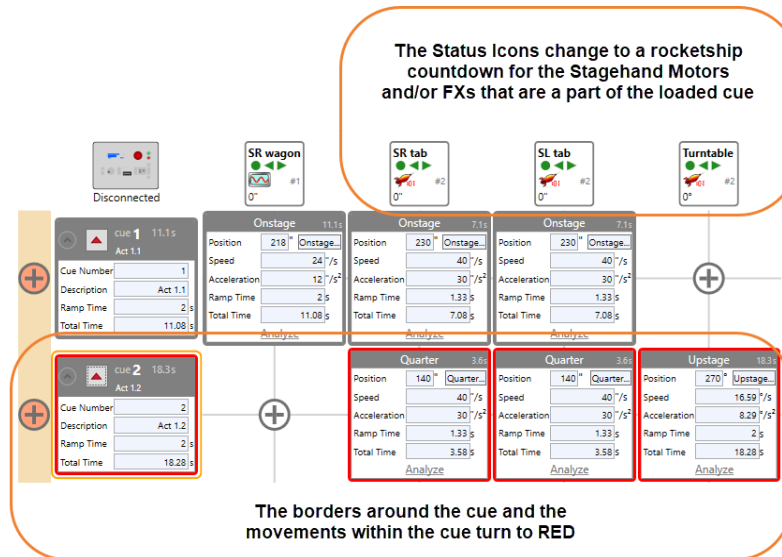 The Status Icons change to a rocketship
countdown for the Stagehand Motors
and/or FXs that are a part of the loaded cue
Disconnected
SR wagon
#1
0"
SR tab
101
#2
0"
SL tab
101
#2
0"
Turntable
101
#2
0°
cue 1 11.1s
Act 1.1
Cue Number 1
Description Act 1.1
Ramp Time 2 s
Total Time 11.08 s
Onstage 11.1s
Position 218 " Onstage...
Speed 24 "/s
Acceleration 12 "/s²
Ramp Time 2 s
Total Time 11.08 s
Analyze
Onstage 7.1s
Position 230 " Onstage...
Speed 40 "/s
Acceleration 30 "/s²
Ramp Time 1.33 s
Total Time 7.08 s
Analyze
Onstage 7.1s
Position 230 " Onstage...
Speed 40 "/s
Acceleration 30 "/s²
Ramp Time 1.33 s
Total Time 7.08 s
Analyze
cue 2 18.3s
Act 1.2
Cue Number 2
Description Act 1.2
Ramp Time 2 s
Total Time 18.28 s
Quarter 3.6s
Position 140 " Quarter...
Speed 40 "/s
Acceleration 30 "/s²
Ramp Time 1.33 s
Total Time 3.58 s
Analyze
Quarter 3.6s
Position 140 " Quarter...
Speed 40 "/s
Acceleration 30 "/s²
Ramp Time 1.33 s
Total Time 3.58 s
Analyze
Upstage 18.3s
Position 270 ° Upstage...
Speed 16.59 °/s
Acceleration 8.29 °/s²
Ramp Time 2 s
Total Time 18.28 s
Analyze
The borders around the cue and the
movements within the cue turn to RED